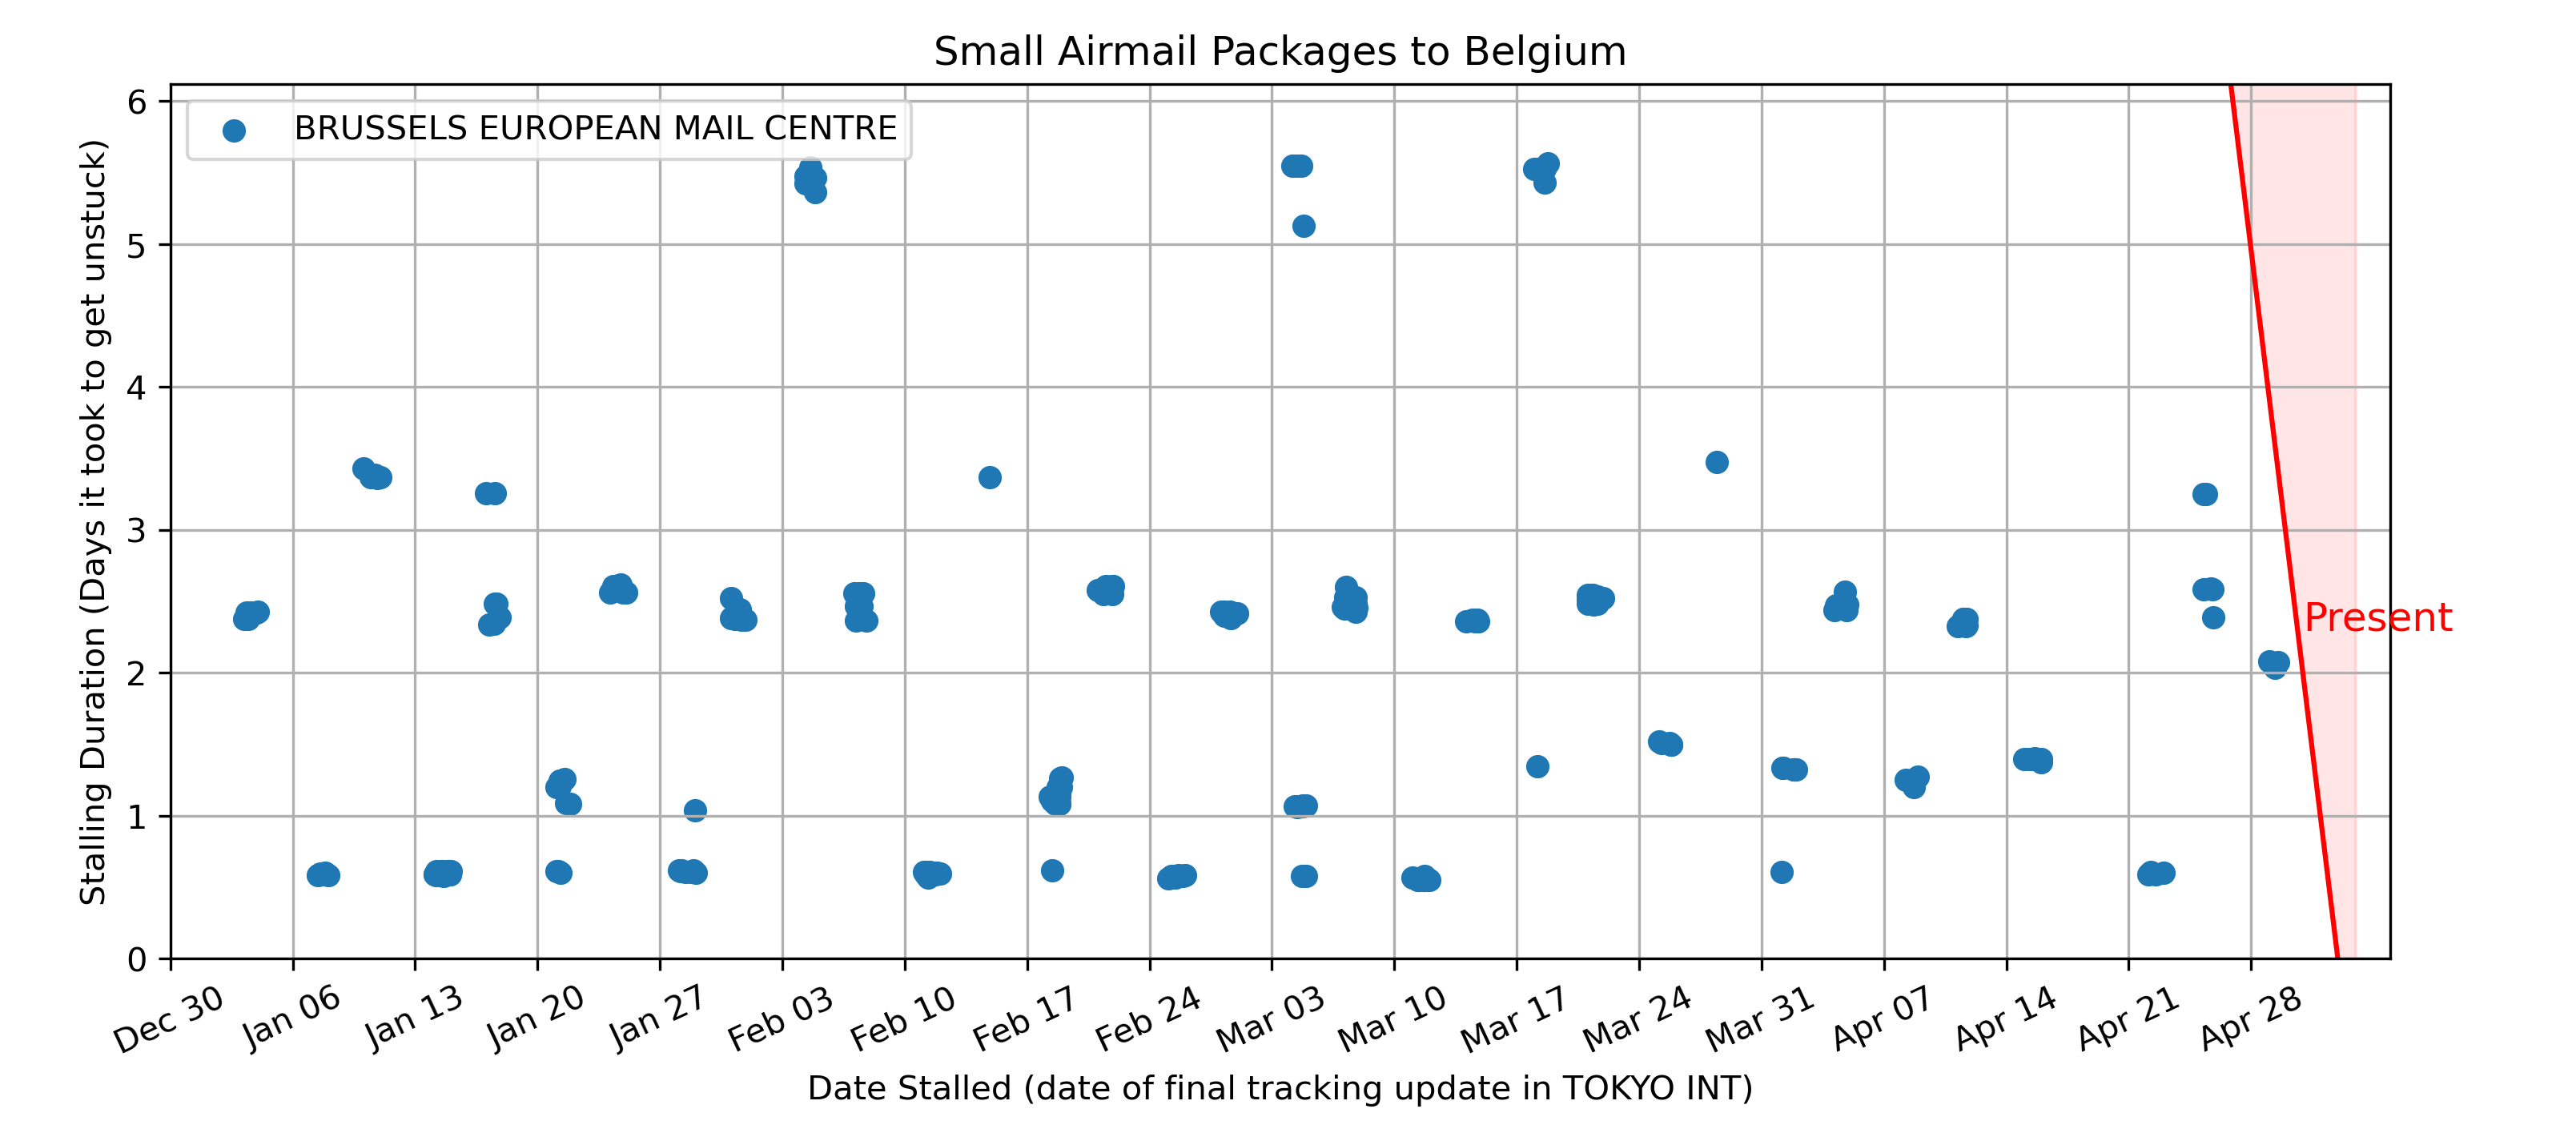 Small Airmail Packages to Belgium
BRUSSELS EUROPEAN MAIL CENTRE
Stalling Duration (Days it took to get unstuck)
6
5
4
3
2
1
0
Present
Dec 30
Jan 06
Jan 13
Jan 20
Jan 27
Feb 03
Feb 10
Feb 17
Feb 24
Mar 03
Mar 10
Mar 17
Mar 24
Mar 31
Apr 07
Apr 14
Apr 21
Apr 28
Date Stalled (date of final tracking update in TOKYO INT)